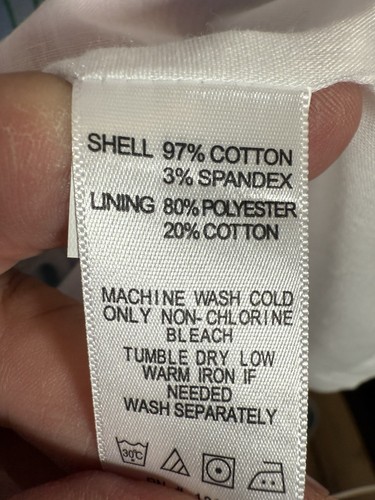 SHELL 97% COTTON
3% SPANDEX
LINING 80% POLYESTER
20% COTTON
MACHINE WASH COLD
ONLY NON-CHLORINE
BLEACH
TUMBLE DRY LOW
WARM IRON IF
NEEDED
WASH SEPARATELY
30°C